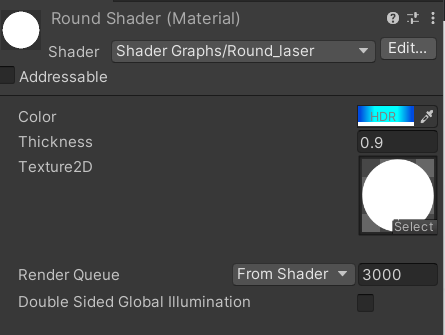 Round Shader (Material)
Shader Shader Graphs/Round_laser Edit...
Addressable
Color HDR
Thickness 0.9
Texture2D
Select
Render Queue From Shader 3000
Double Sided Global Illumination